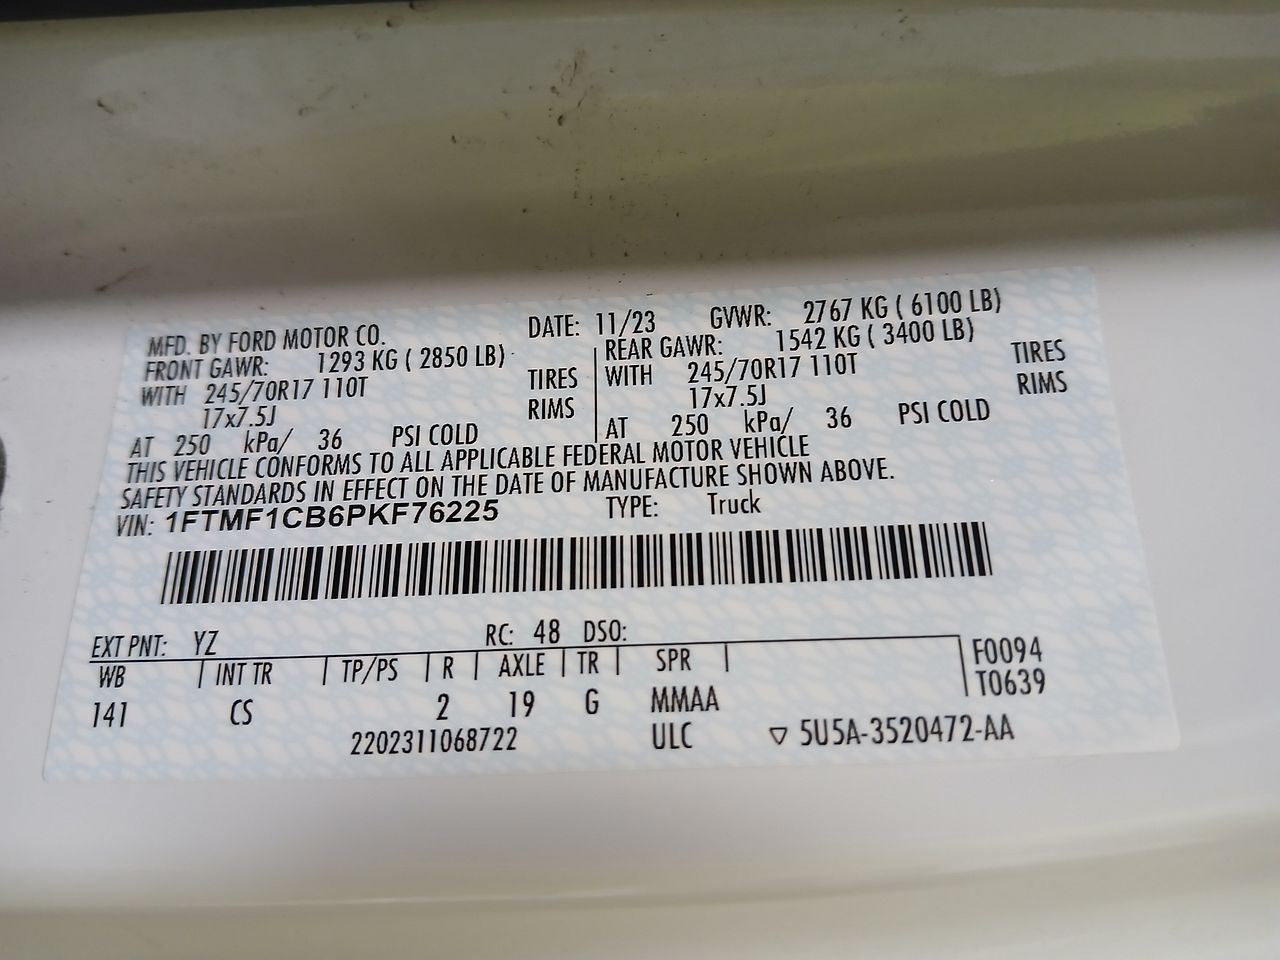 MFD. BY FORD MOTOR CO. DATE: 11/23 GVWR: 2767 KG ( 6100 LB)
FRONT GAWR: 1293 KG ( 2850 LB) REAR GAWR: 1542 KG ( 3400 LB)
WITH 245/70R17 110T TIRES WITH 245/70R17 110T TIRES
17x7.5J RIMS 17x7.5J RIMS
AT 250 kPa/ 36 PSI COLD AT 250 kPa/ 36 PSI COLD
THIS VEHICLE CONFORMS TO ALL APPLICABLE FEDERAL MOTOR VEHICLE
SAFETY STANDARDS IN EFFECT ON THE DATE OF MANUFACTURE SHOWN ABOVE.
VIN: 1FTMF1CB6PKF76225 TYPE: Truck
EXT PNT: YZ RC: 48 DSO:
WB INT TR TP/PS R AXLE TR SPR F0094
141 CS 2 19 G MMAA T0639
2202311068722 ULC ▽ 5U5A-3520472-AA